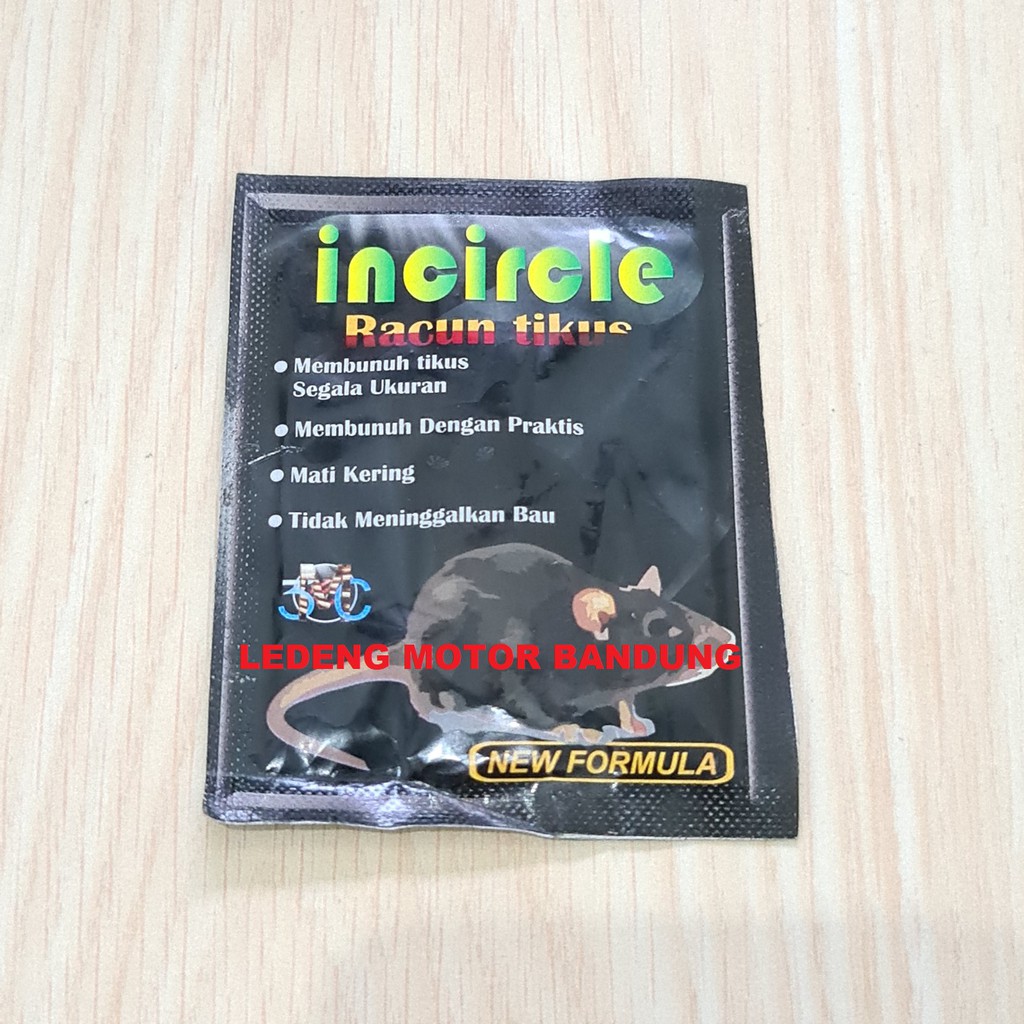 incircle
Racun tikus
• Membunuh tikus
Segala Ukuran
• Membunuh Dengan Praktis
• Mati Kering
• Tidak Meninggalkan Bau
LEDENG MOTOR BANDUNG
NEW FORMULA